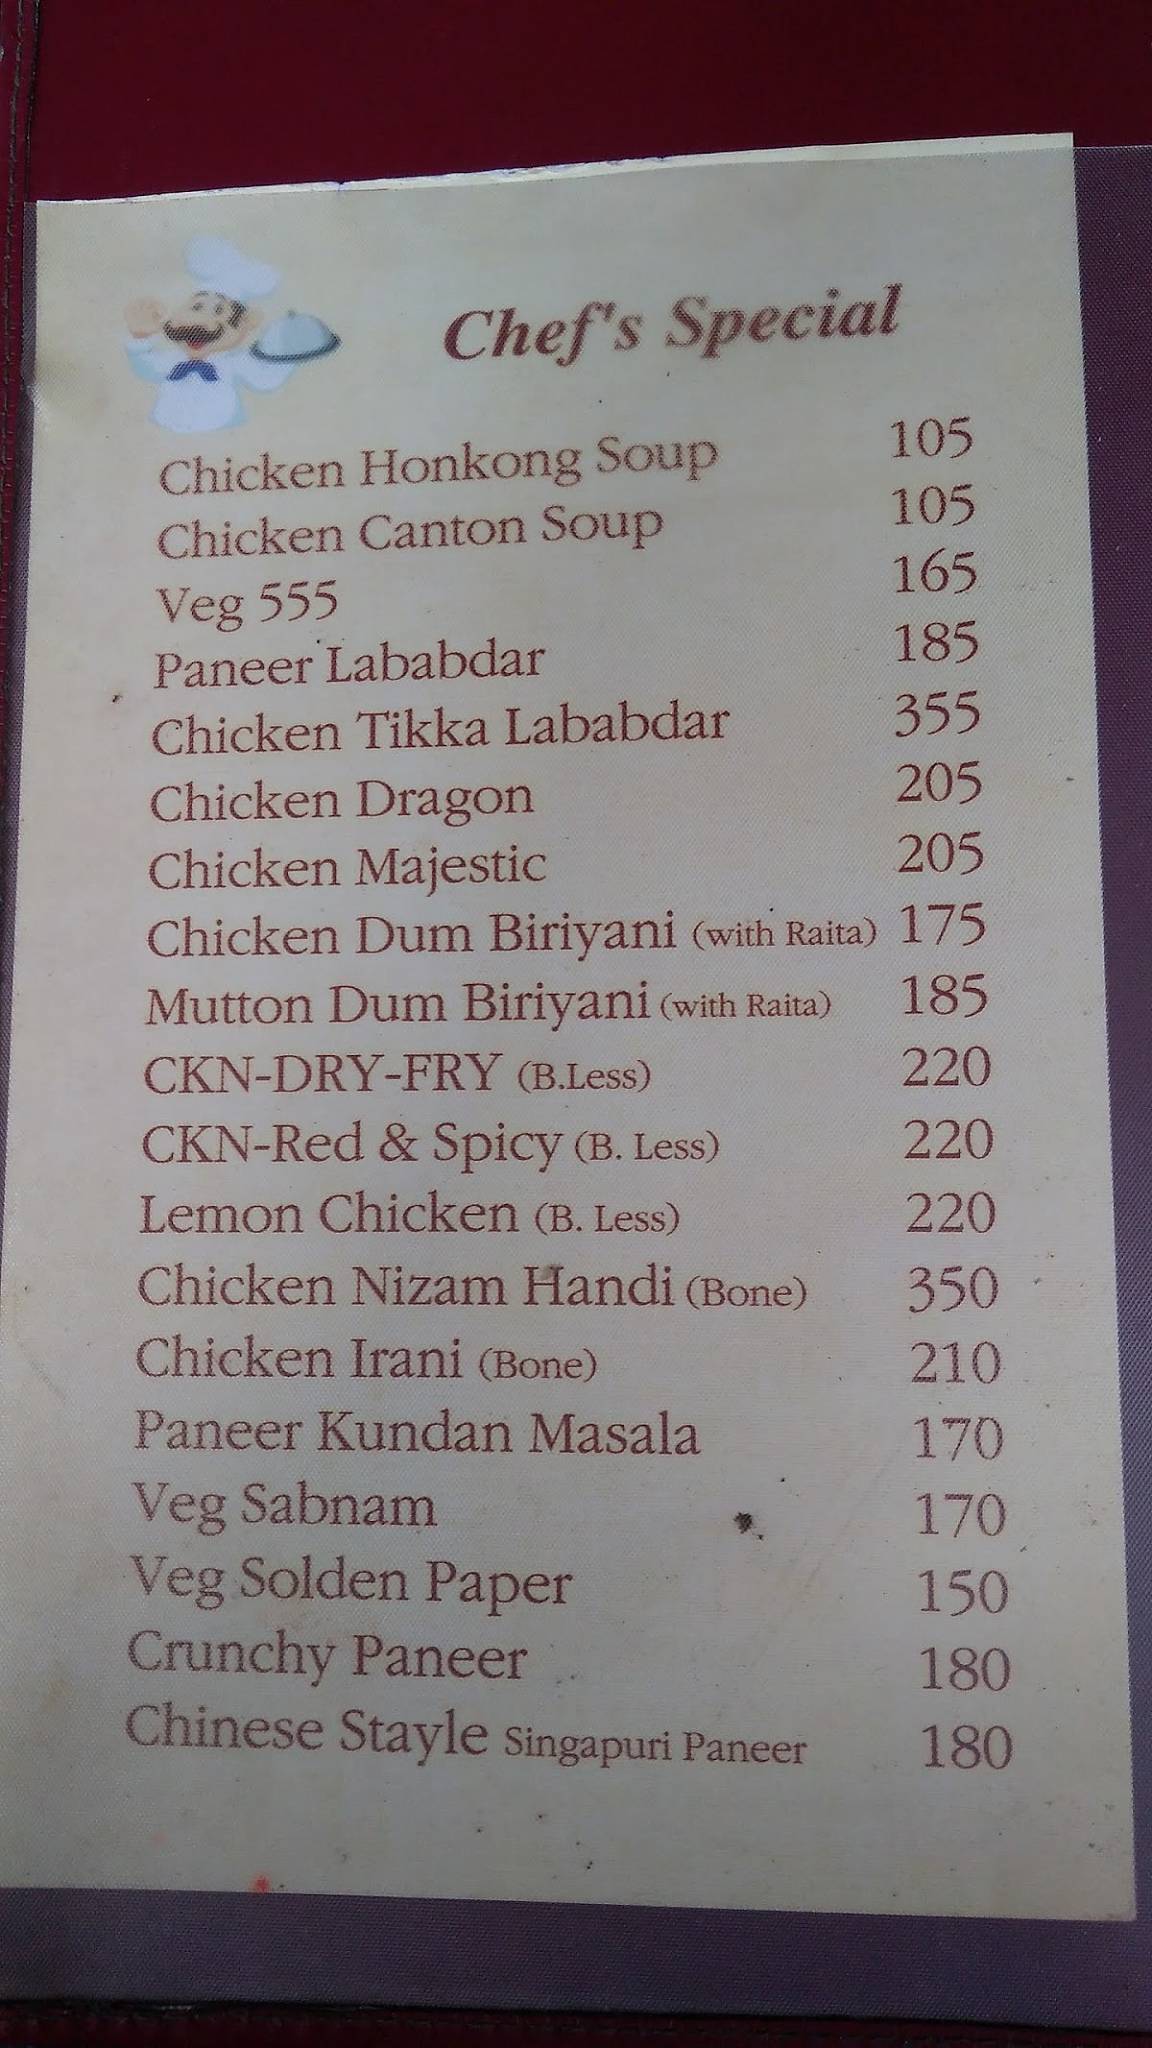 Chef's Special
Chicken Honkong Soup 105
Chicken Canton Soup 105
Veg 555 165
Paneer Lababdar 185
Chicken Tikka Lababdar 355
Chicken Dragon 205
Chicken Majestic 205
Chicken Dum Biriyani (with Raita) 175
Mutton Dum Biriyani (with Raita) 185
CKN-DRY-FRY (B.Less) 220
CKN-Red & Spicy (B. Less) 220
Lemon Chicken (B. Less) 220
Chicken Nizam Handi (Bone) 350
Chicken Irani (Bone) 210
Paneer Kundan Masala 170
Veg Sabnam 170
Veg Solden Paper 150
Crunchy Paneer 180
Chinese Stayle Singapuri Paneer 180